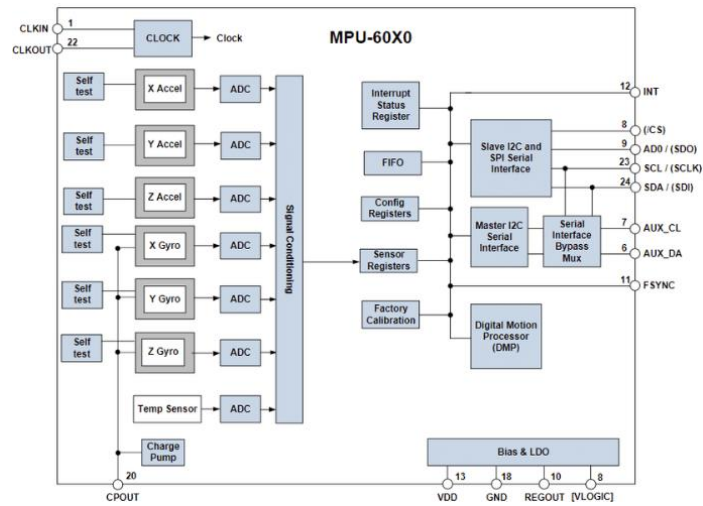 MPU-60X0
CLKIN
1
CLKOUT
22
CLOCK
Clock
Self
test
X Accel
ADC
Self
test
Y Accel
ADC
Self
test
Z Accel
ADC
Self
test
X Gyro
ADC
Self
test
Y Gyro
ADC
Self
test
Z Gyro
ADC
Temp Sensor
ADC
Charge
Pump
20
CPOUT
Signal Conditioning
Interrupt
Status
Register
FIFO
Config
Registers
Sensor
Registers
Factory
Calibration
Slave I2C and
SPI Serial
Interface
Master I2C
Serial
Interface
Serial
Interface
Bypass
Mux
Digital Motion
Processor
(DMP)
12
INT
8
(/CS)
9
AD0 / (SDO)
23
SCL / (SCLK)
24
SDA / (SDI)
7
AUX_CL
6
AUX_DA
11
FSYNC
Bias & LDO
13
VDD
18
GND
10
REGOUT
8
[VLOGIC]